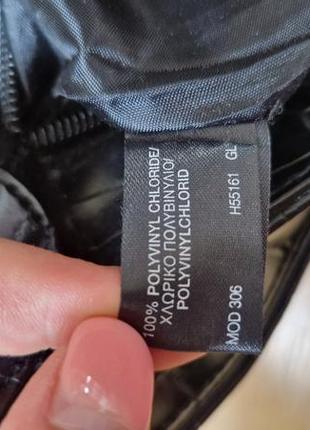 100% POLYVINYL CHLORIDE/
ΧΛΩΡΙΚΟ ΠΟΛΥΒΙΝΥΛΙΟ/
POLYVINYLCHLORID
MOD 306
H55161 GL